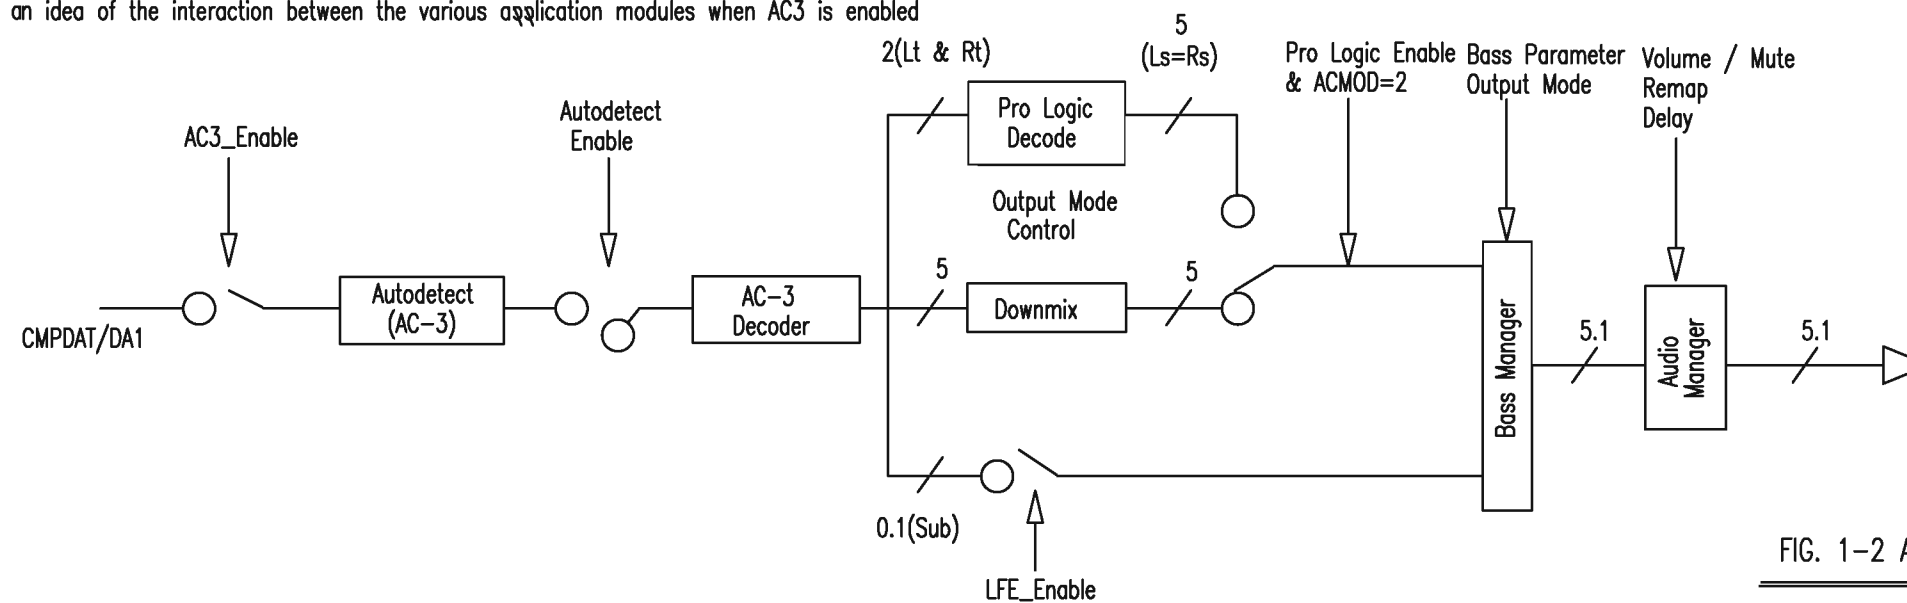 an idea of the interaction between the various application modules when AC3 is enabled
2(Lt & Rt)
5
(Ls=Rs)
Pro Logic Enable
& ACMOD=2
Bass Parameter
Output Mode
Volume / Mute
Remap
Delay
AC3_Enable
Autodetect
Enable
Pro Logic
Decode
Output Mode
Control
CMPDAT/DA1
Autodetect
(AC-3)
AC-3
Decoder
5
Downmix
5
Bass Manager
5.1
Audio
Manager
5.1
0.1(Sub)
LFE_Enable
FIG. 1-2 A